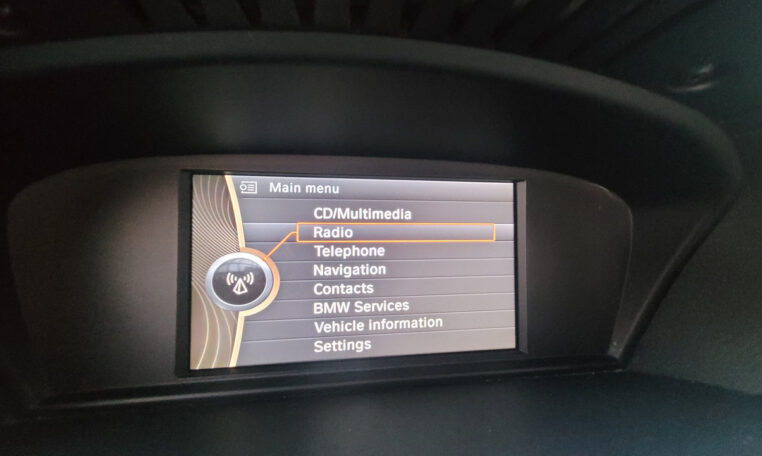 Main menu
CD/Multimedia
Radio
Telephone
Navigation
Contacts
BMW Services
Vehicle information
Settings